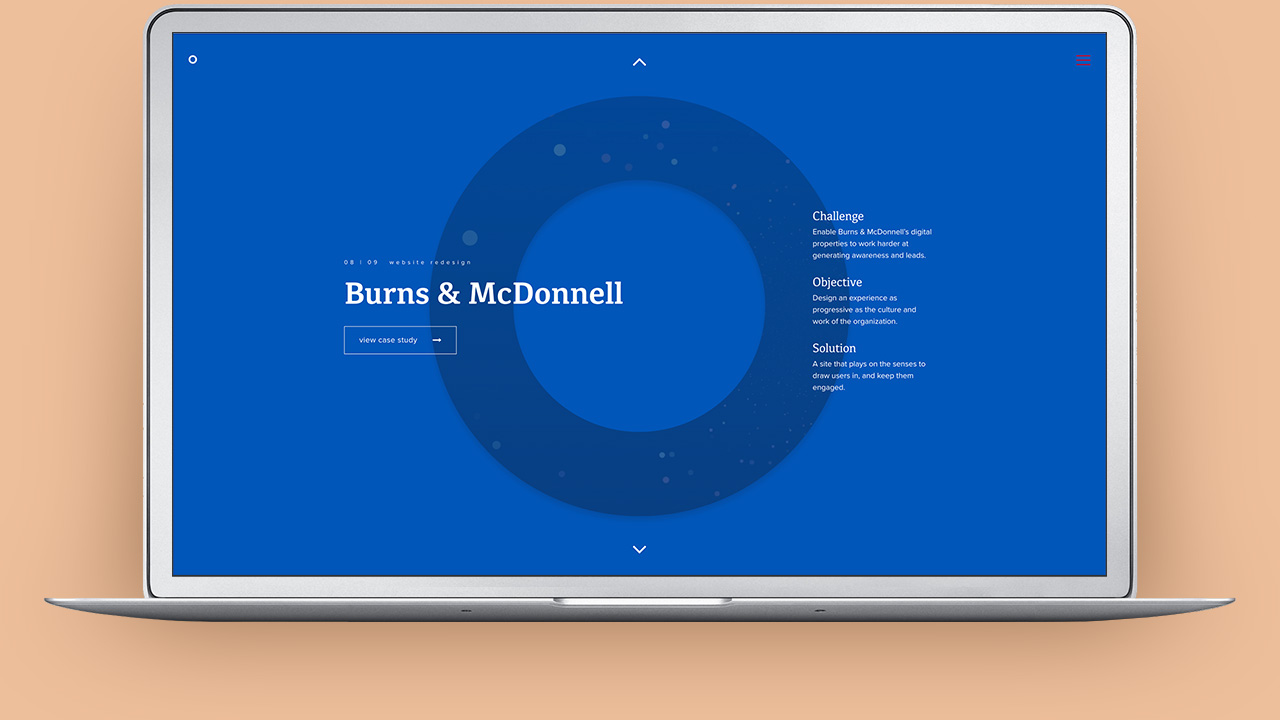 08 | 09 website redesign
Burns & McDonnell
view case study
Challenge
Enable Burns & McDonnell's digital
properties to work harder at
generating awareness and leads.
Objective
Design an experience as
progressive as the culture and
work of the organization.
Solution
A site that plays on the senses to
draw users in, and keep them
engaged.